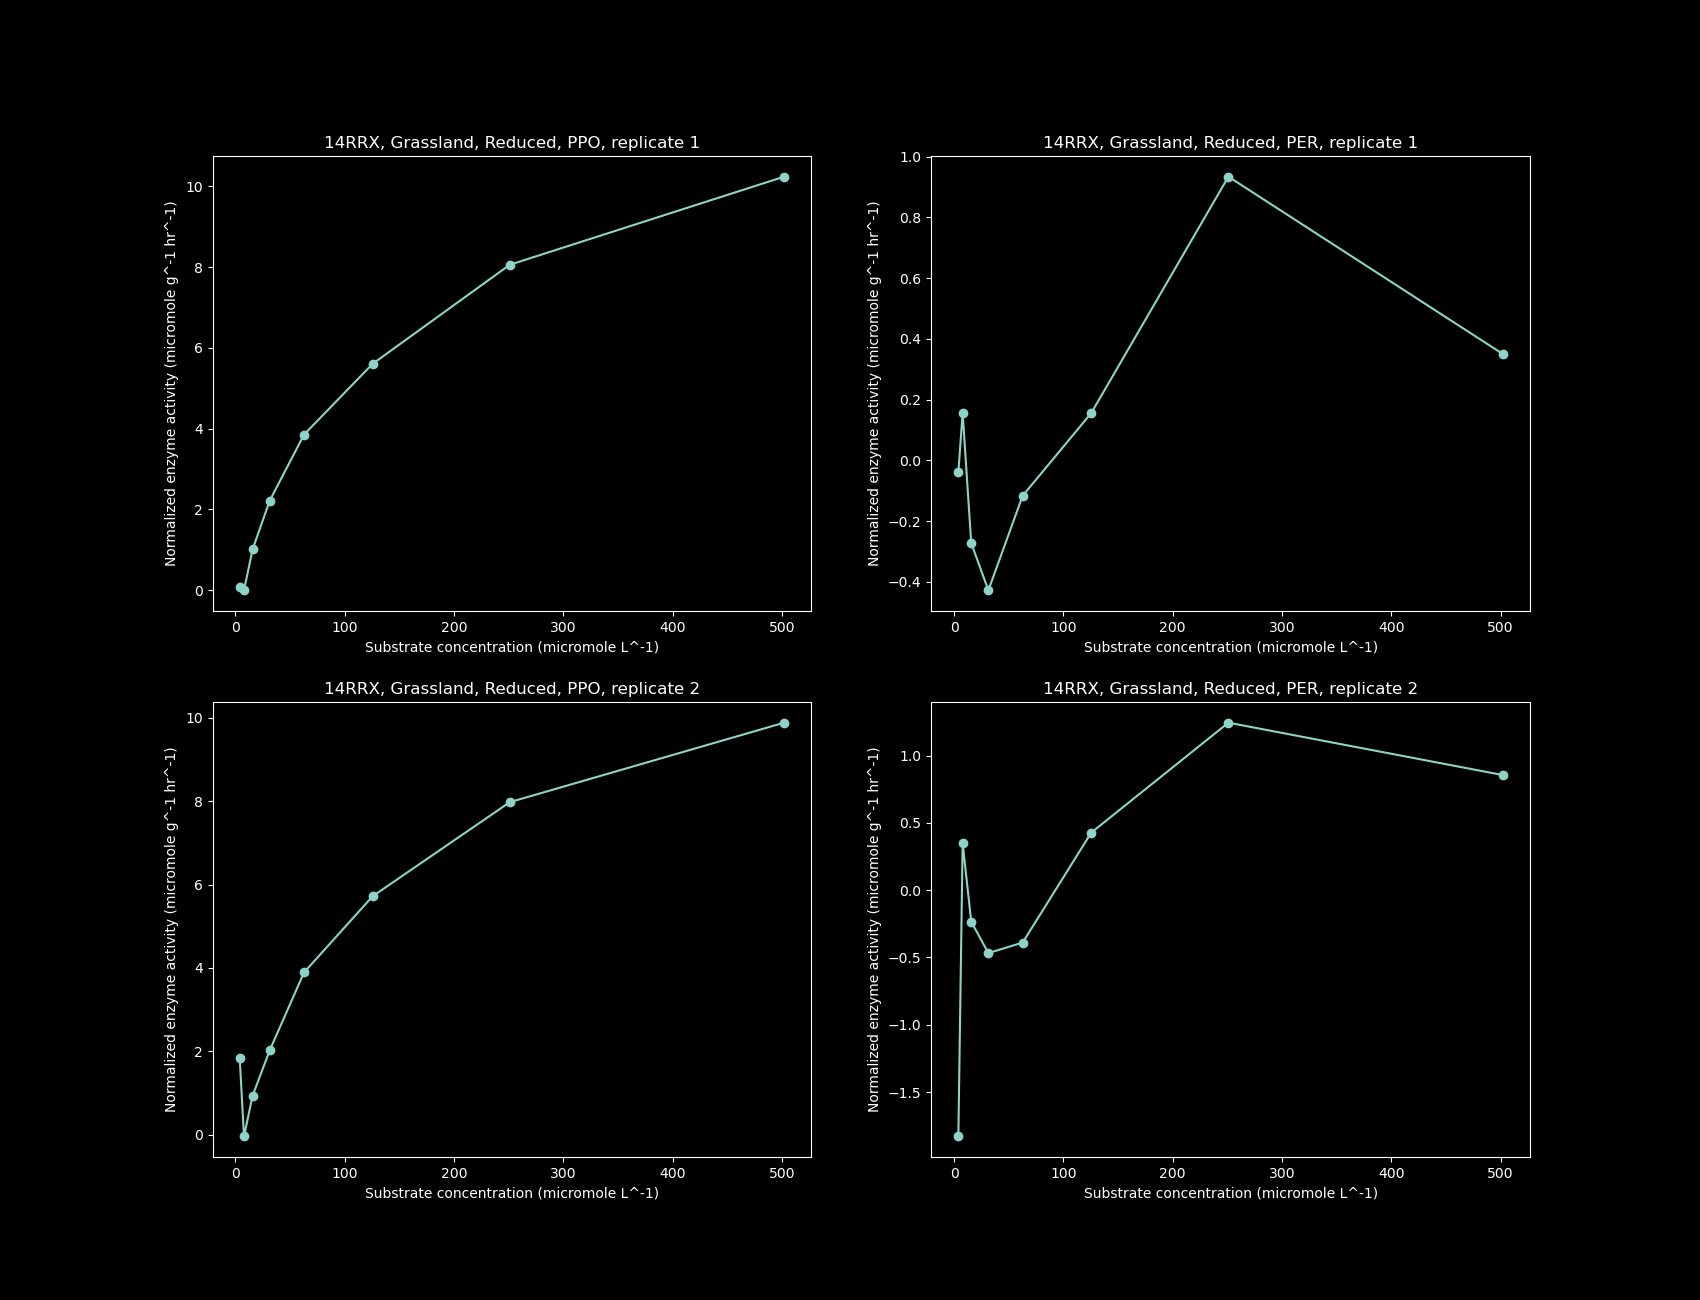 14RRX, Grassland, Reduced, PPO, replicate 1
Normalized enzyme activity (micromole g^-1 hr^-1)
10
8
6
4
2
0
0 100 200 300 400 500
Substrate concentration (micromole L^-1)
14RRX, Grassland, Reduced, PER, replicate 1
Normalized enzyme activity (micromole g^-1 hr^-1)
1.0
0.8
0.6
0.4
0.2
0.0
−0.2
−0.4
0 100 200 300 400 500
Substrate concentration (micromole L^-1)
14RRX, Grassland, Reduced, PPO, replicate 2
Normalized enzyme activity (micromole g^-1 hr^-1)
10
8
6
4
2
0
0 100 200 300 400 500
Substrate concentration (micromole L^-1)
14RRX, Grassland, Reduced, PER, replicate 2
Normalized enzyme activity (micromole g^-1 hr^-1)
1.0
0.5
0.0
−0.5
−1.0
−1.5
0 100 200 300 400 500
Substrate concentration (micromole L^-1)